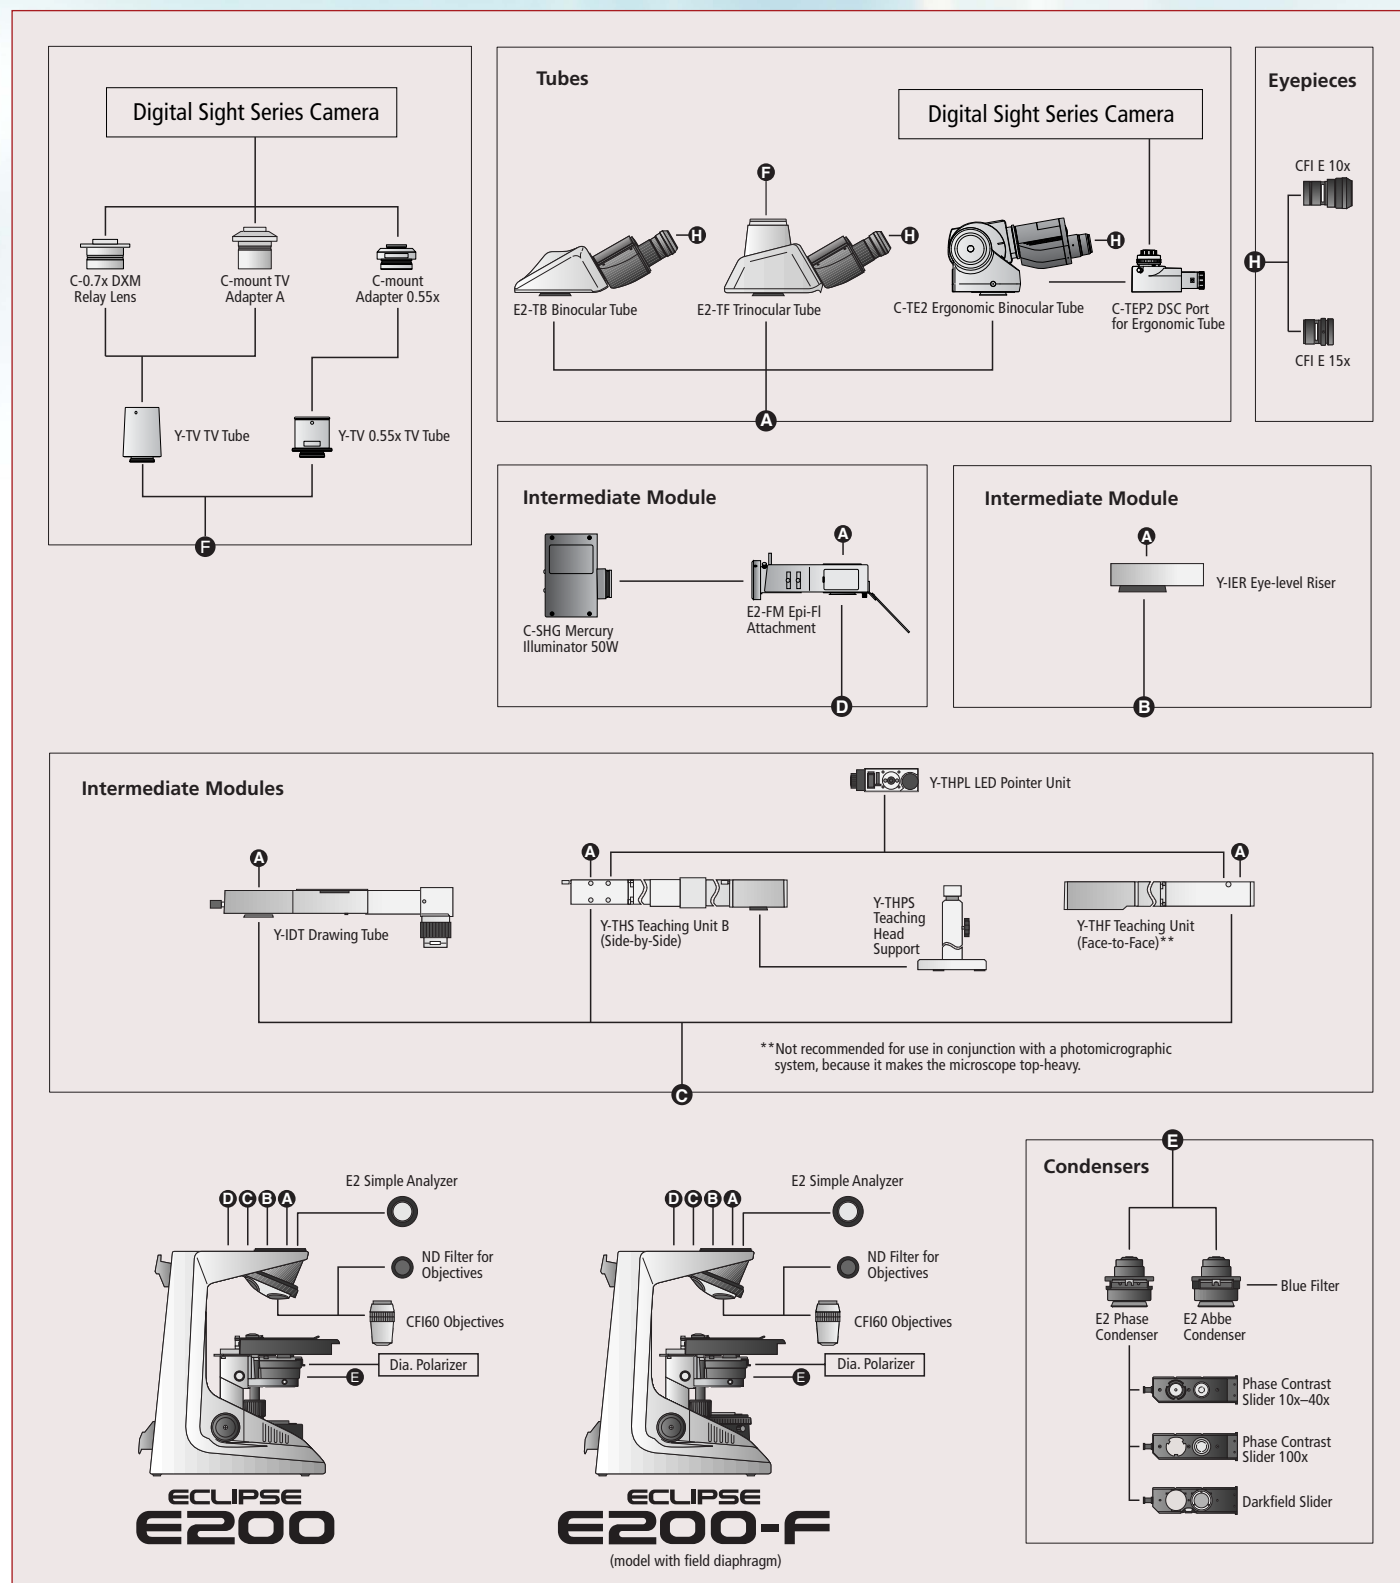 Digital Sight Series Camera
C-0.7x DXM
Relay Lens
C-mount TV
Adapter A
C-mount
Adapter 0.55x
Y-TV TV Tube
Y-TV 0.55x TV Tube
F
Tubes
Digital Sight Series Camera
F
H
H
H
E2-TB Binocular Tube
E2-TF Trinocular Tube
C-TE2 Ergonomic Binocular Tube
C-TEP2 DSC Port
for Ergonomic Tube
A
Eyepieces
CFI E 10x
H
CFI E 15x
Intermediate Module
A
C-SHG Mercury
Illuminator 50W
E2-FM Epi-Fl
Attachment
D
Intermediate Module
A
Y-IER Eye-level Riser
B
Intermediate Modules
Y-THPL LED Pointer Unit
A
A
A
Y-IDT Drawing Tube
Y-THS Teaching Unit B
(Side-by-Side)
Y-THPS
Teaching
Head
Support
Y-THF Teaching Unit
(Face-to-Face)**
**Not recommended for use in conjunction with a photomicrographic
system, because it makes the microscope top-heavy.
C
E2 Simple Analyzer
D C B A
ND Filter for
Objectives
CFI60 Objectives
Dia. Polarizer
E
ECLIPSE
E200
E2 Simple Analyzer
D C B A
ND Filter for
Objectives
CFI60 Objectives
Dia. Polarizer
E
ECLIPSE
E200-F
(model with field diaphragm)
E
Condensers
Blue Filter
E2 Phase
Condenser
E2 Abbe
Condenser
Phase Contrast
Slider 10x–40x
Phase Contrast
Slider 100x
Darkfield Slider